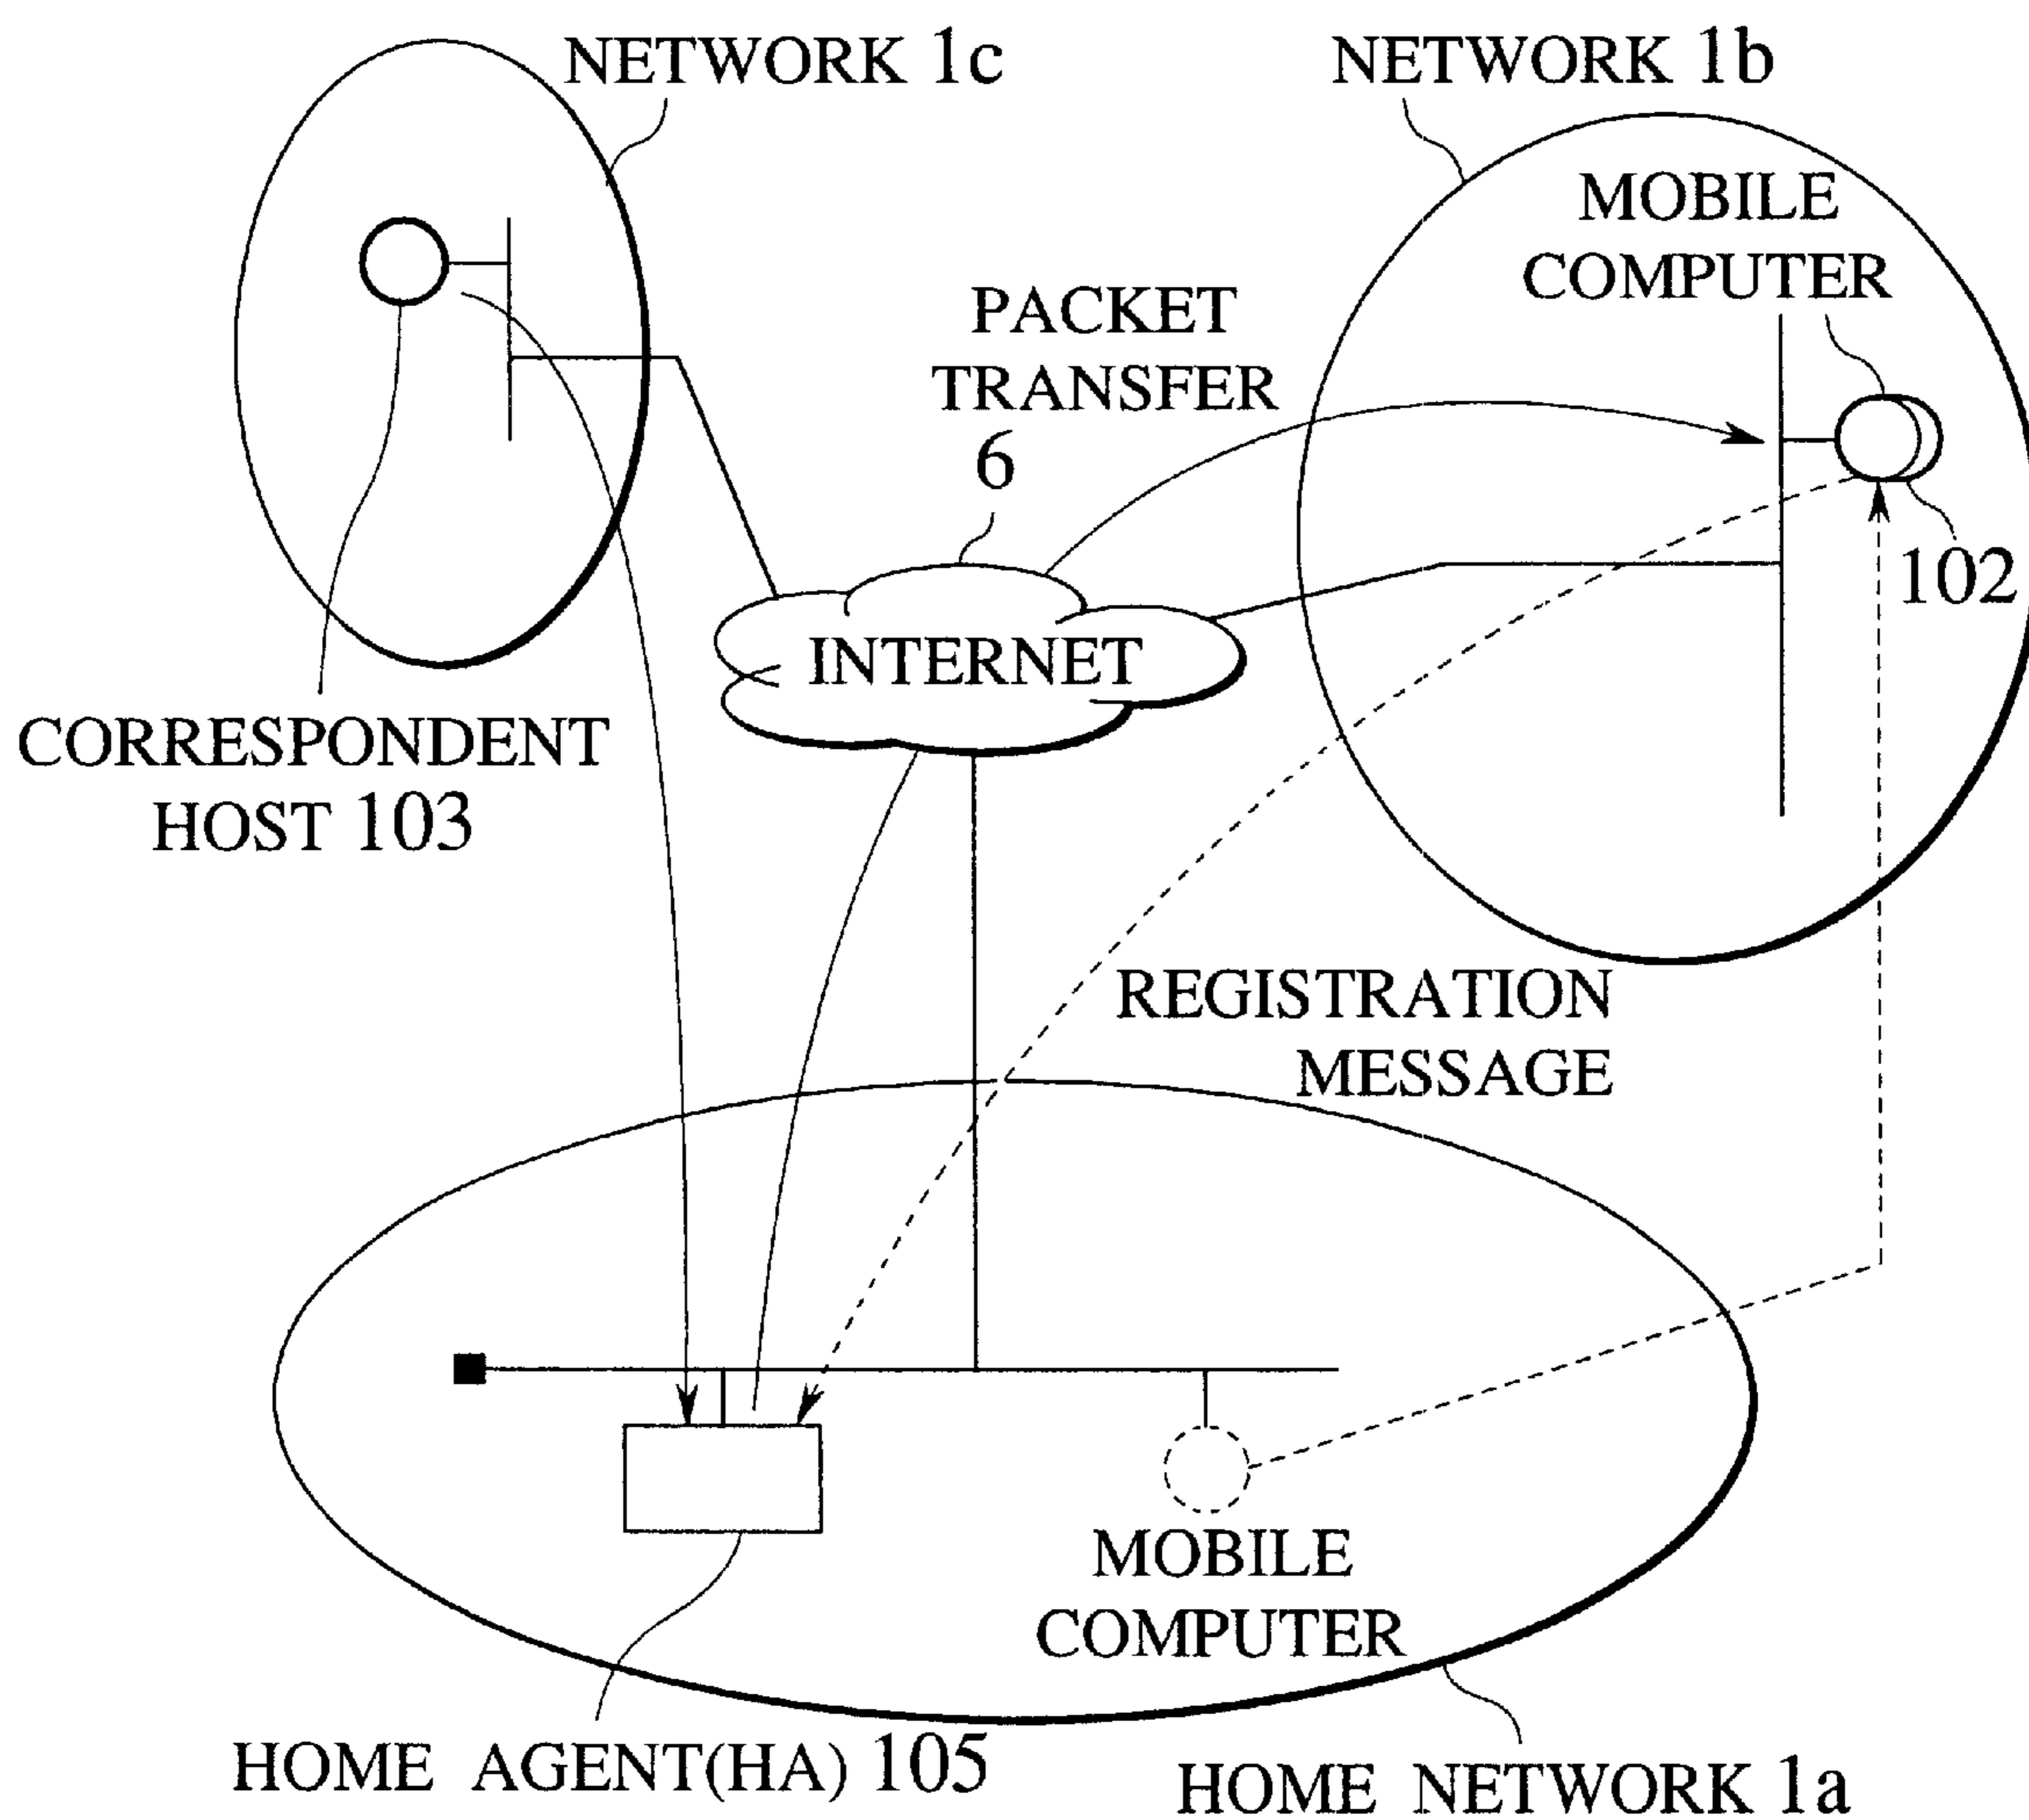 NETWORK 1c
NETWORK 1b
MOBILE
COMPUTER
PACKET
TRANSFER
6
102
INTERNET
CORRESPONDENT
HOST 103
REGISTRATION
MESSAGE
MOBILE
COMPUTER
HOME AGENT(HA) 105
HOME NETWORK 1a